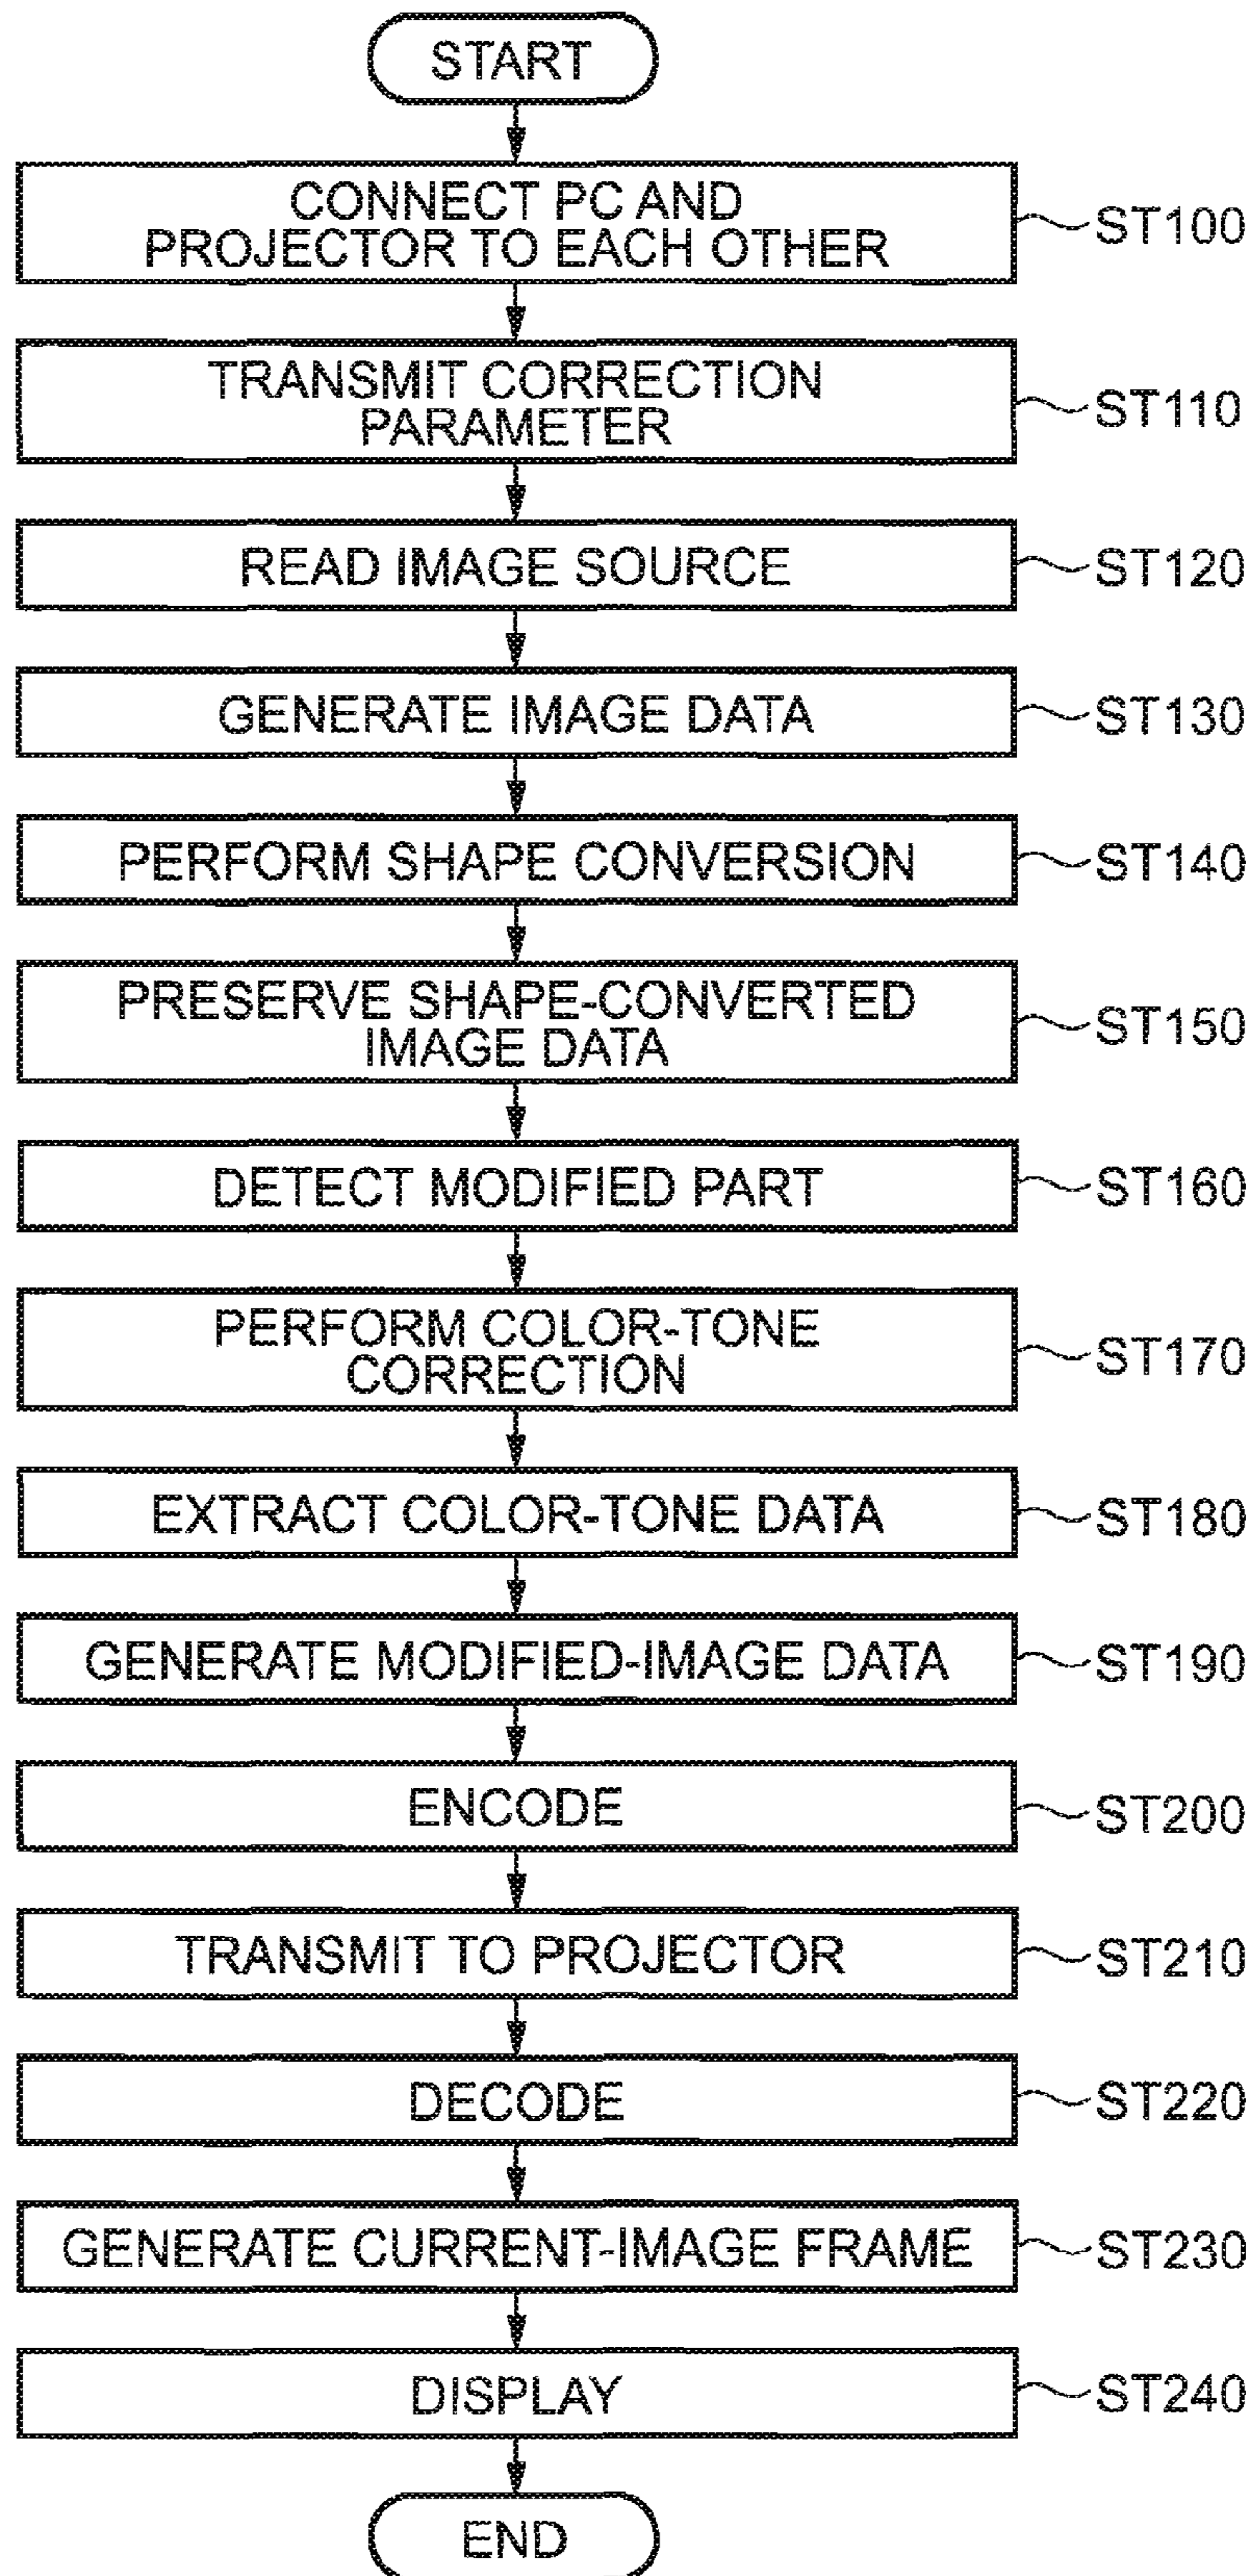 START
CONNECT PC AND
PROJECTOR TO EACH OTHER
ST100
TRANSMIT CORRECTION
PARAMETER
ST110
READ IMAGE SOURCE
ST120
GENERATE IMAGE DATA
ST130
PERFORM SHAPE CONVERSION
ST140
PRESERVE SHAPE-CONVERTED
IMAGE DATA
ST150
DETECT MODIFIED PART
ST160
PERFORM COLOR-TONE
CORRECTION
ST170
EXTRACT COLOR-TONE DATA
ST180
GENERATE MODIFIED-IMAGE DATA
ST190
ENCODE
ST200
TRANSMIT TO PROJECTOR
ST210
DECODE
ST220
GENERATE CURRENT-IMAGE FRAME
ST230
DISPLAY
ST240
END